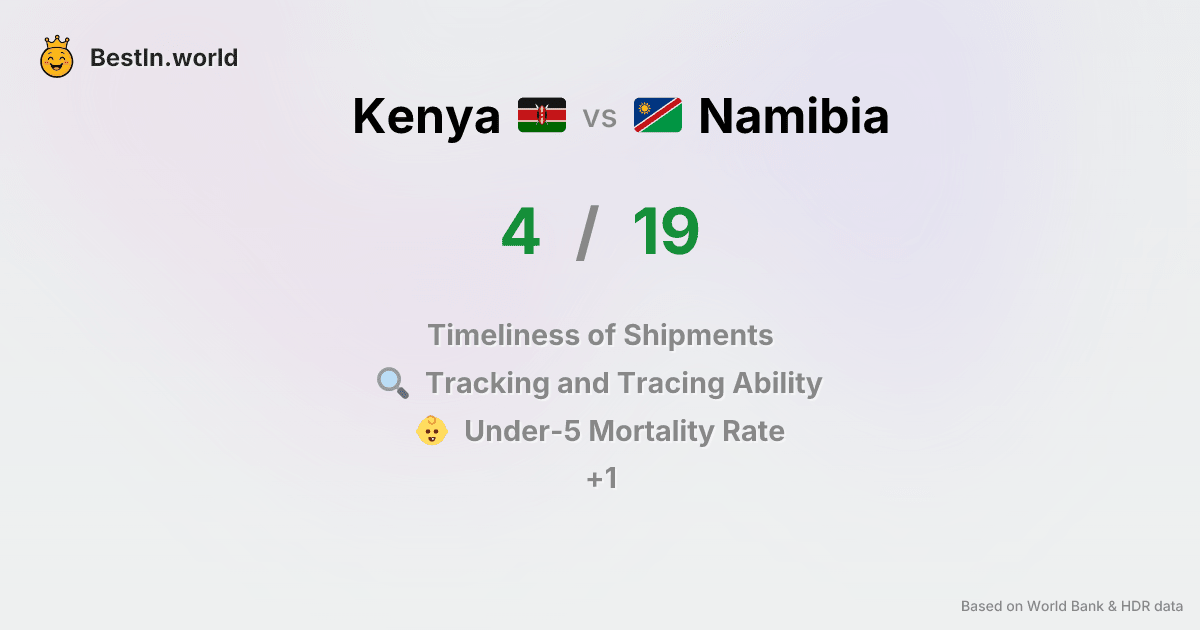 BestIn.world
Kenya vs Namibia
4 / 19
Timeliness of Shipments
Tracking and Tracing Ability
Under-5 Mortality Rate
+1
Based on World Bank & HDR data